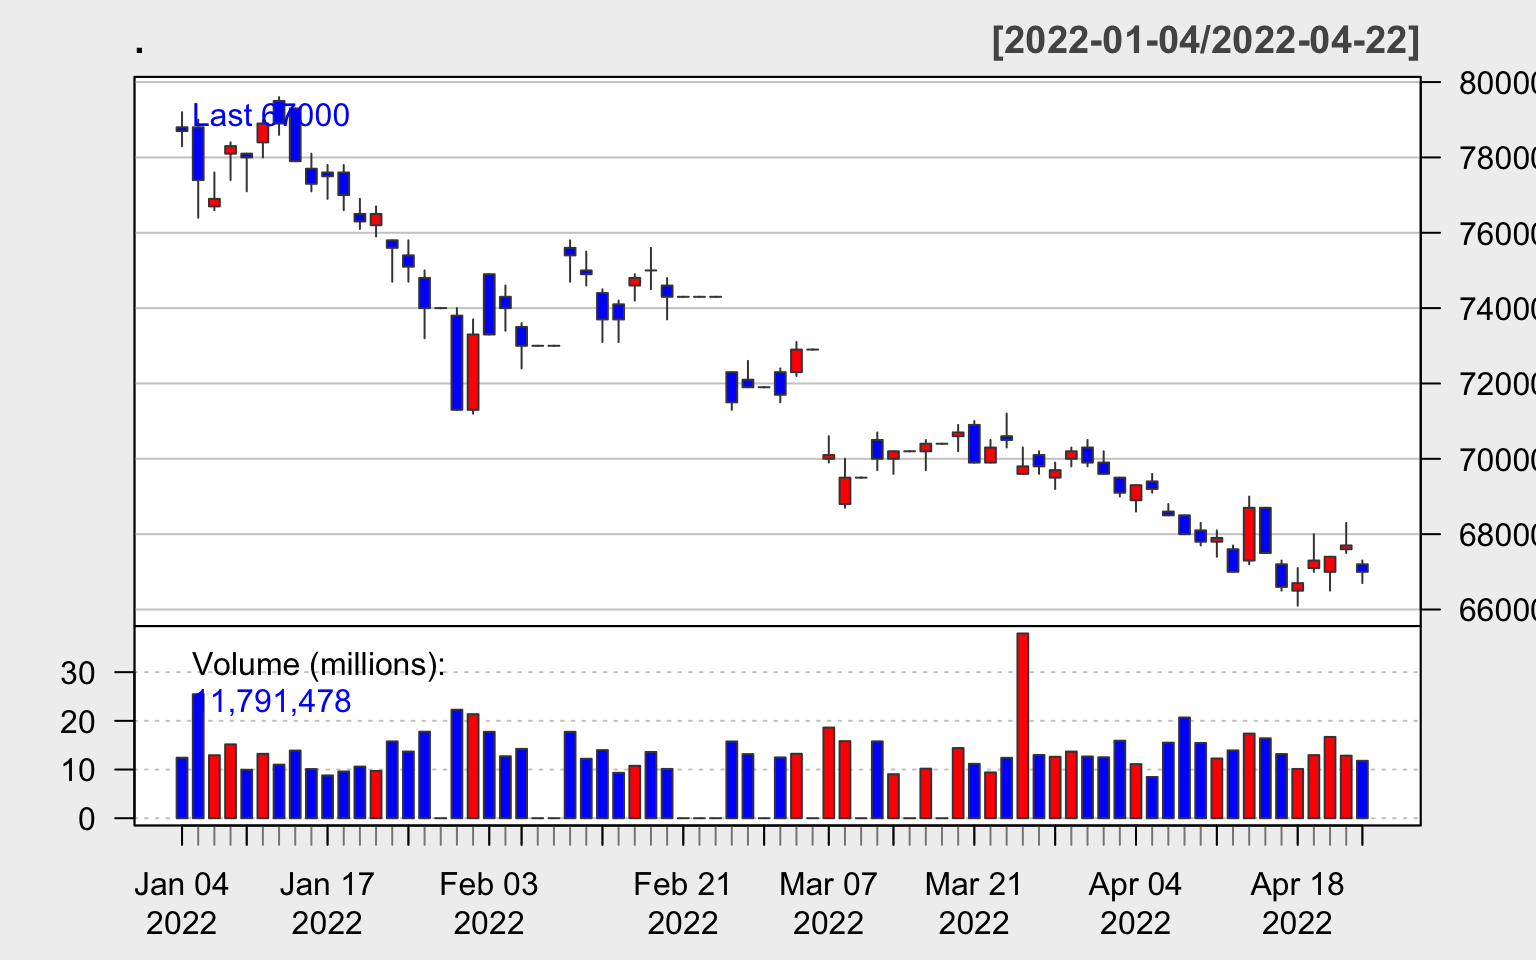 .
[2022-01-04/2022-04-22]
Last 67000
80000
78000
76000
74000
72000
70000
68000
66000
Volume (millions):
11,791,478
30
20
10
0
Jan 04 2022
Jan 17 2022
Feb 03 2022
Feb 21 2022
Mar 07 2022
Mar 21 2022
Apr 04 2022
Apr 18 2022